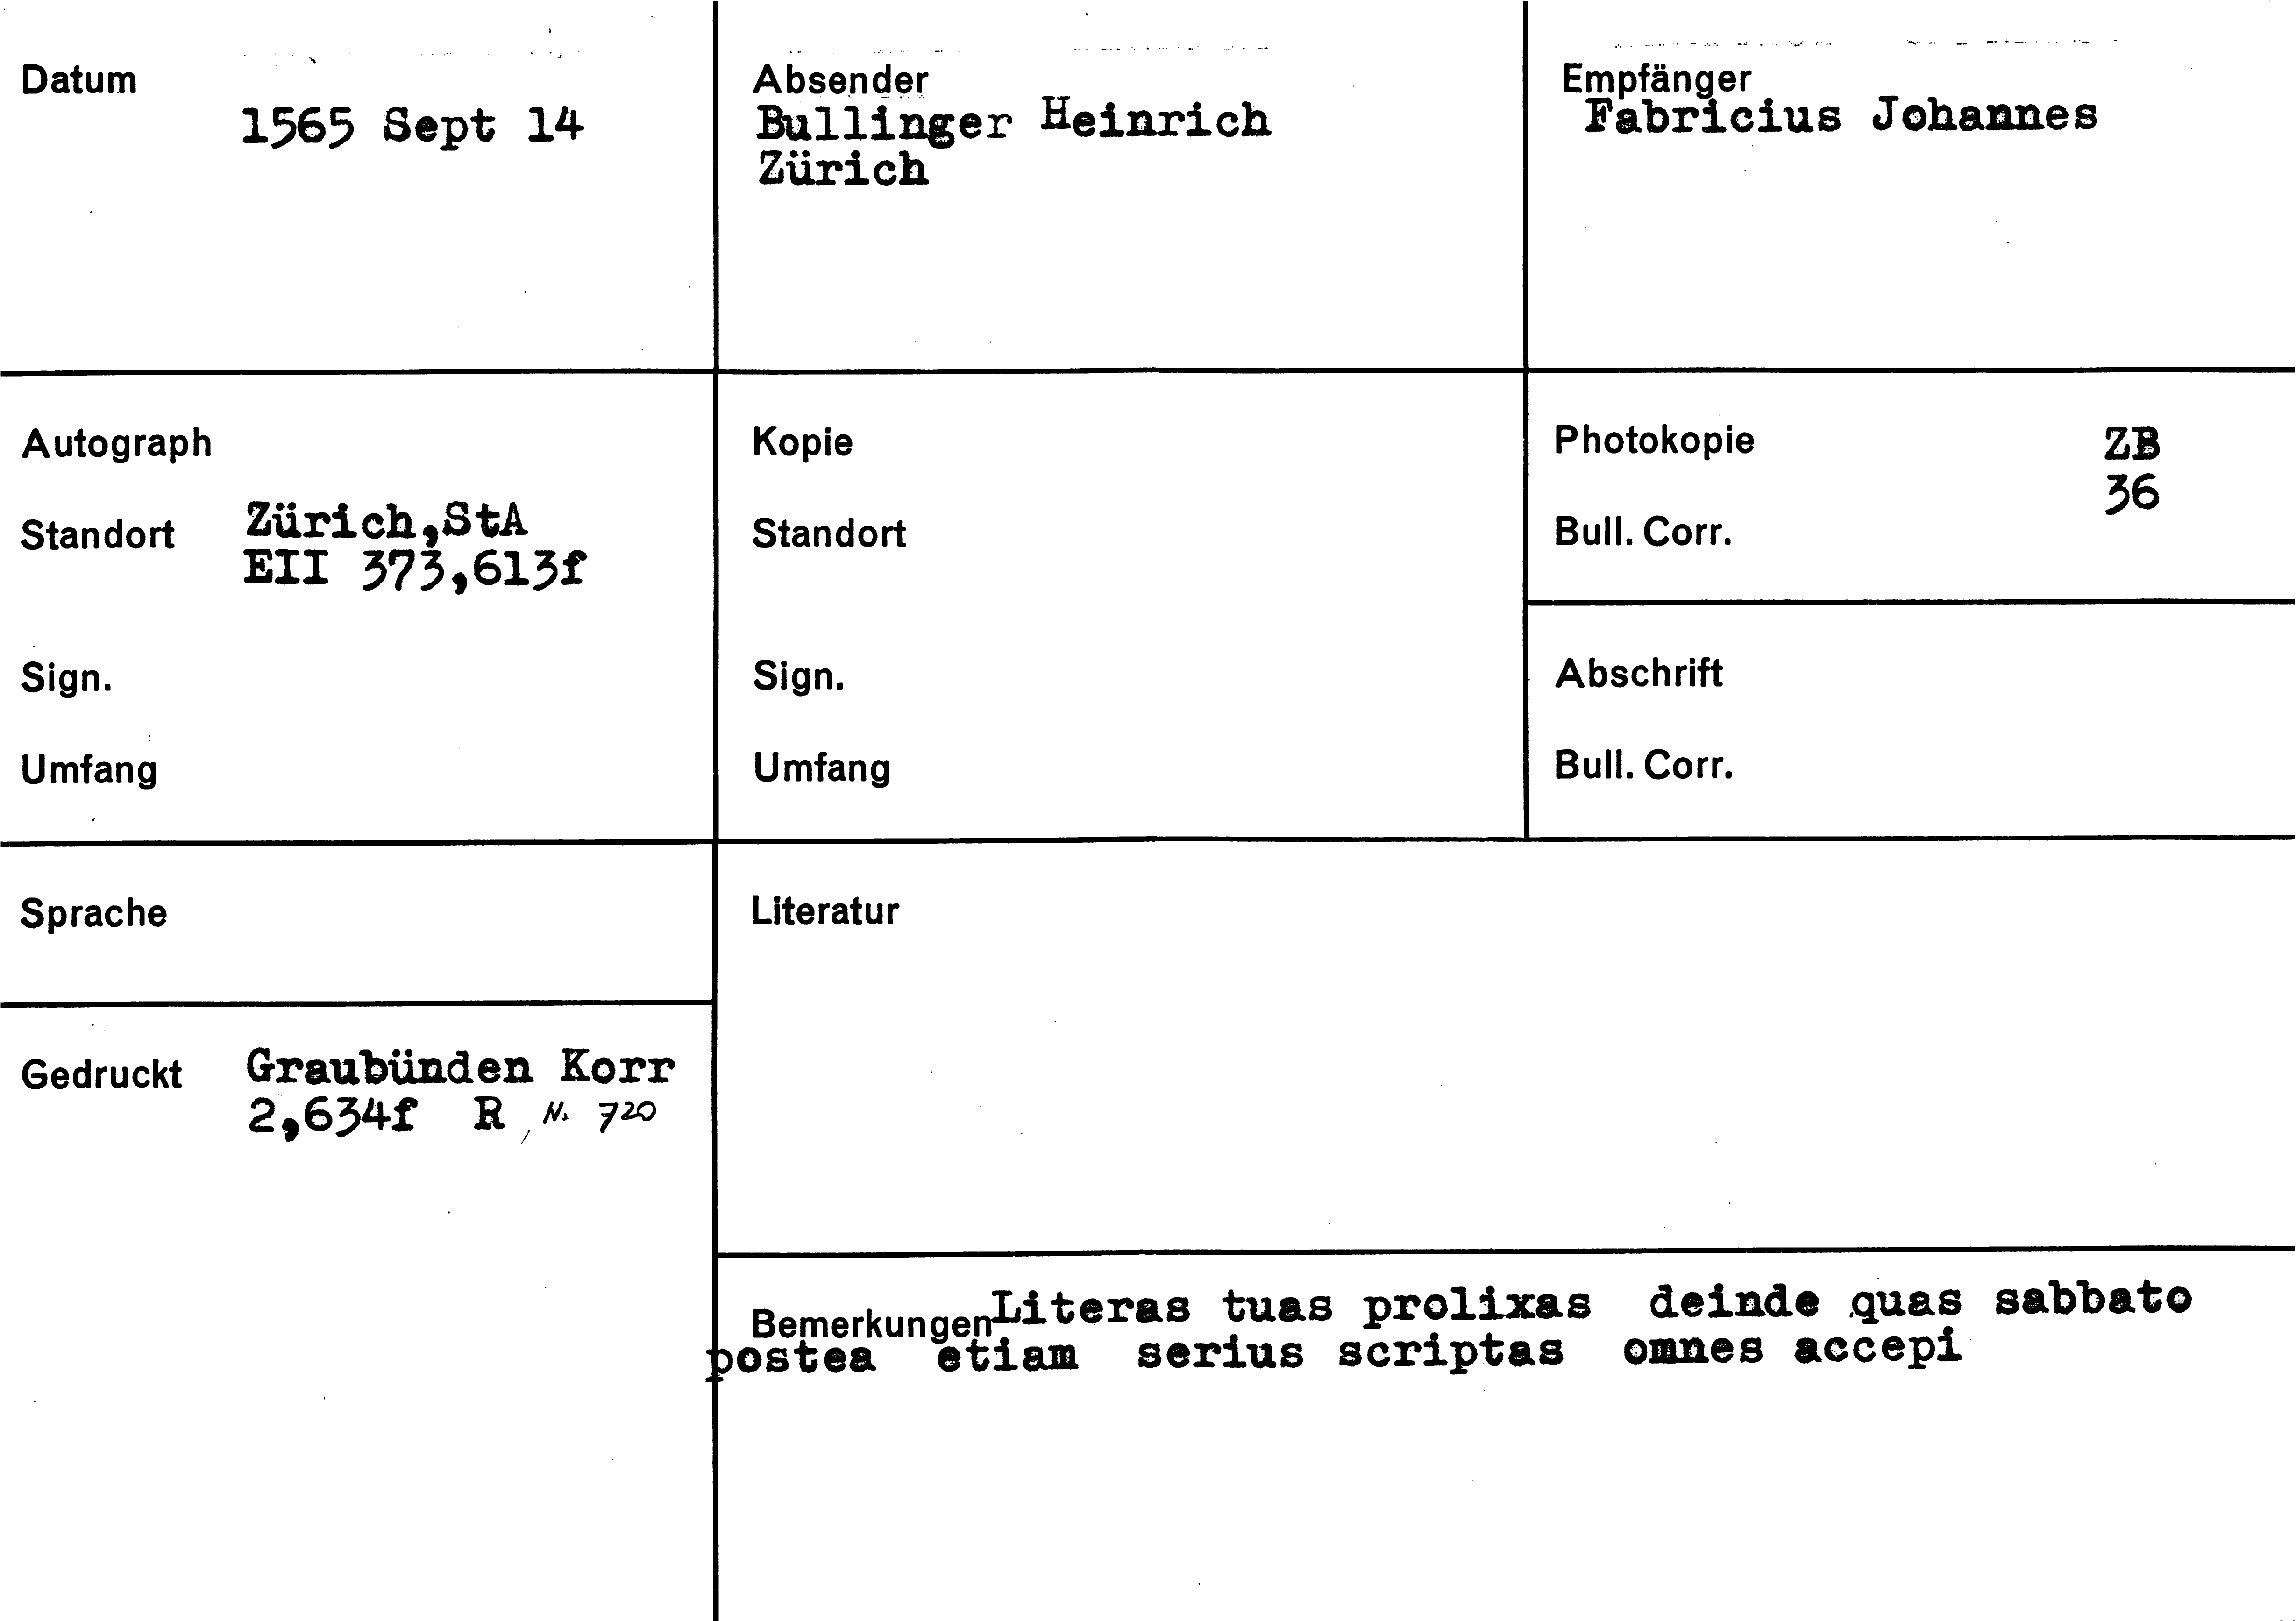 Datum
1565 Sept 14
Absender
Bullinger Heinrich
Zürich
Empfänger
Fabricius Johannes
Autograph
Standort Zürich,StA
EII 373,613f
Sign.
Umfang
Kopie
Standort
Sign.
Umfang
Photokopie ZB
36
Bull. Corr.
Abschrift
Bull. Corr.
Sprache
Literatur
Gedruckt Graubünden Korr
2,634f R, N. 720
Bemerkungen Literas tuas prolixas deinde quas sabbato
postea etiam serius scriptas omnes accepi